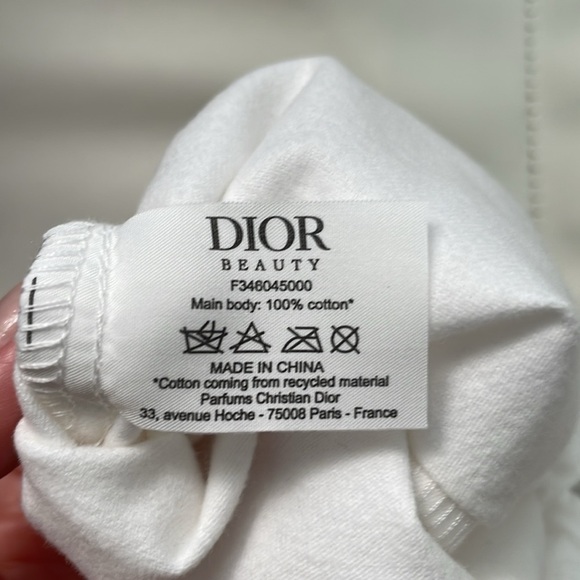 DIOR
BEAUTY
F346045000
Main body: 100% cotton*
MADE IN CHINA
*Cotton coming from recycled material
Parfums Christian Dior
33, avenue Hoche - 75008 Paris - France